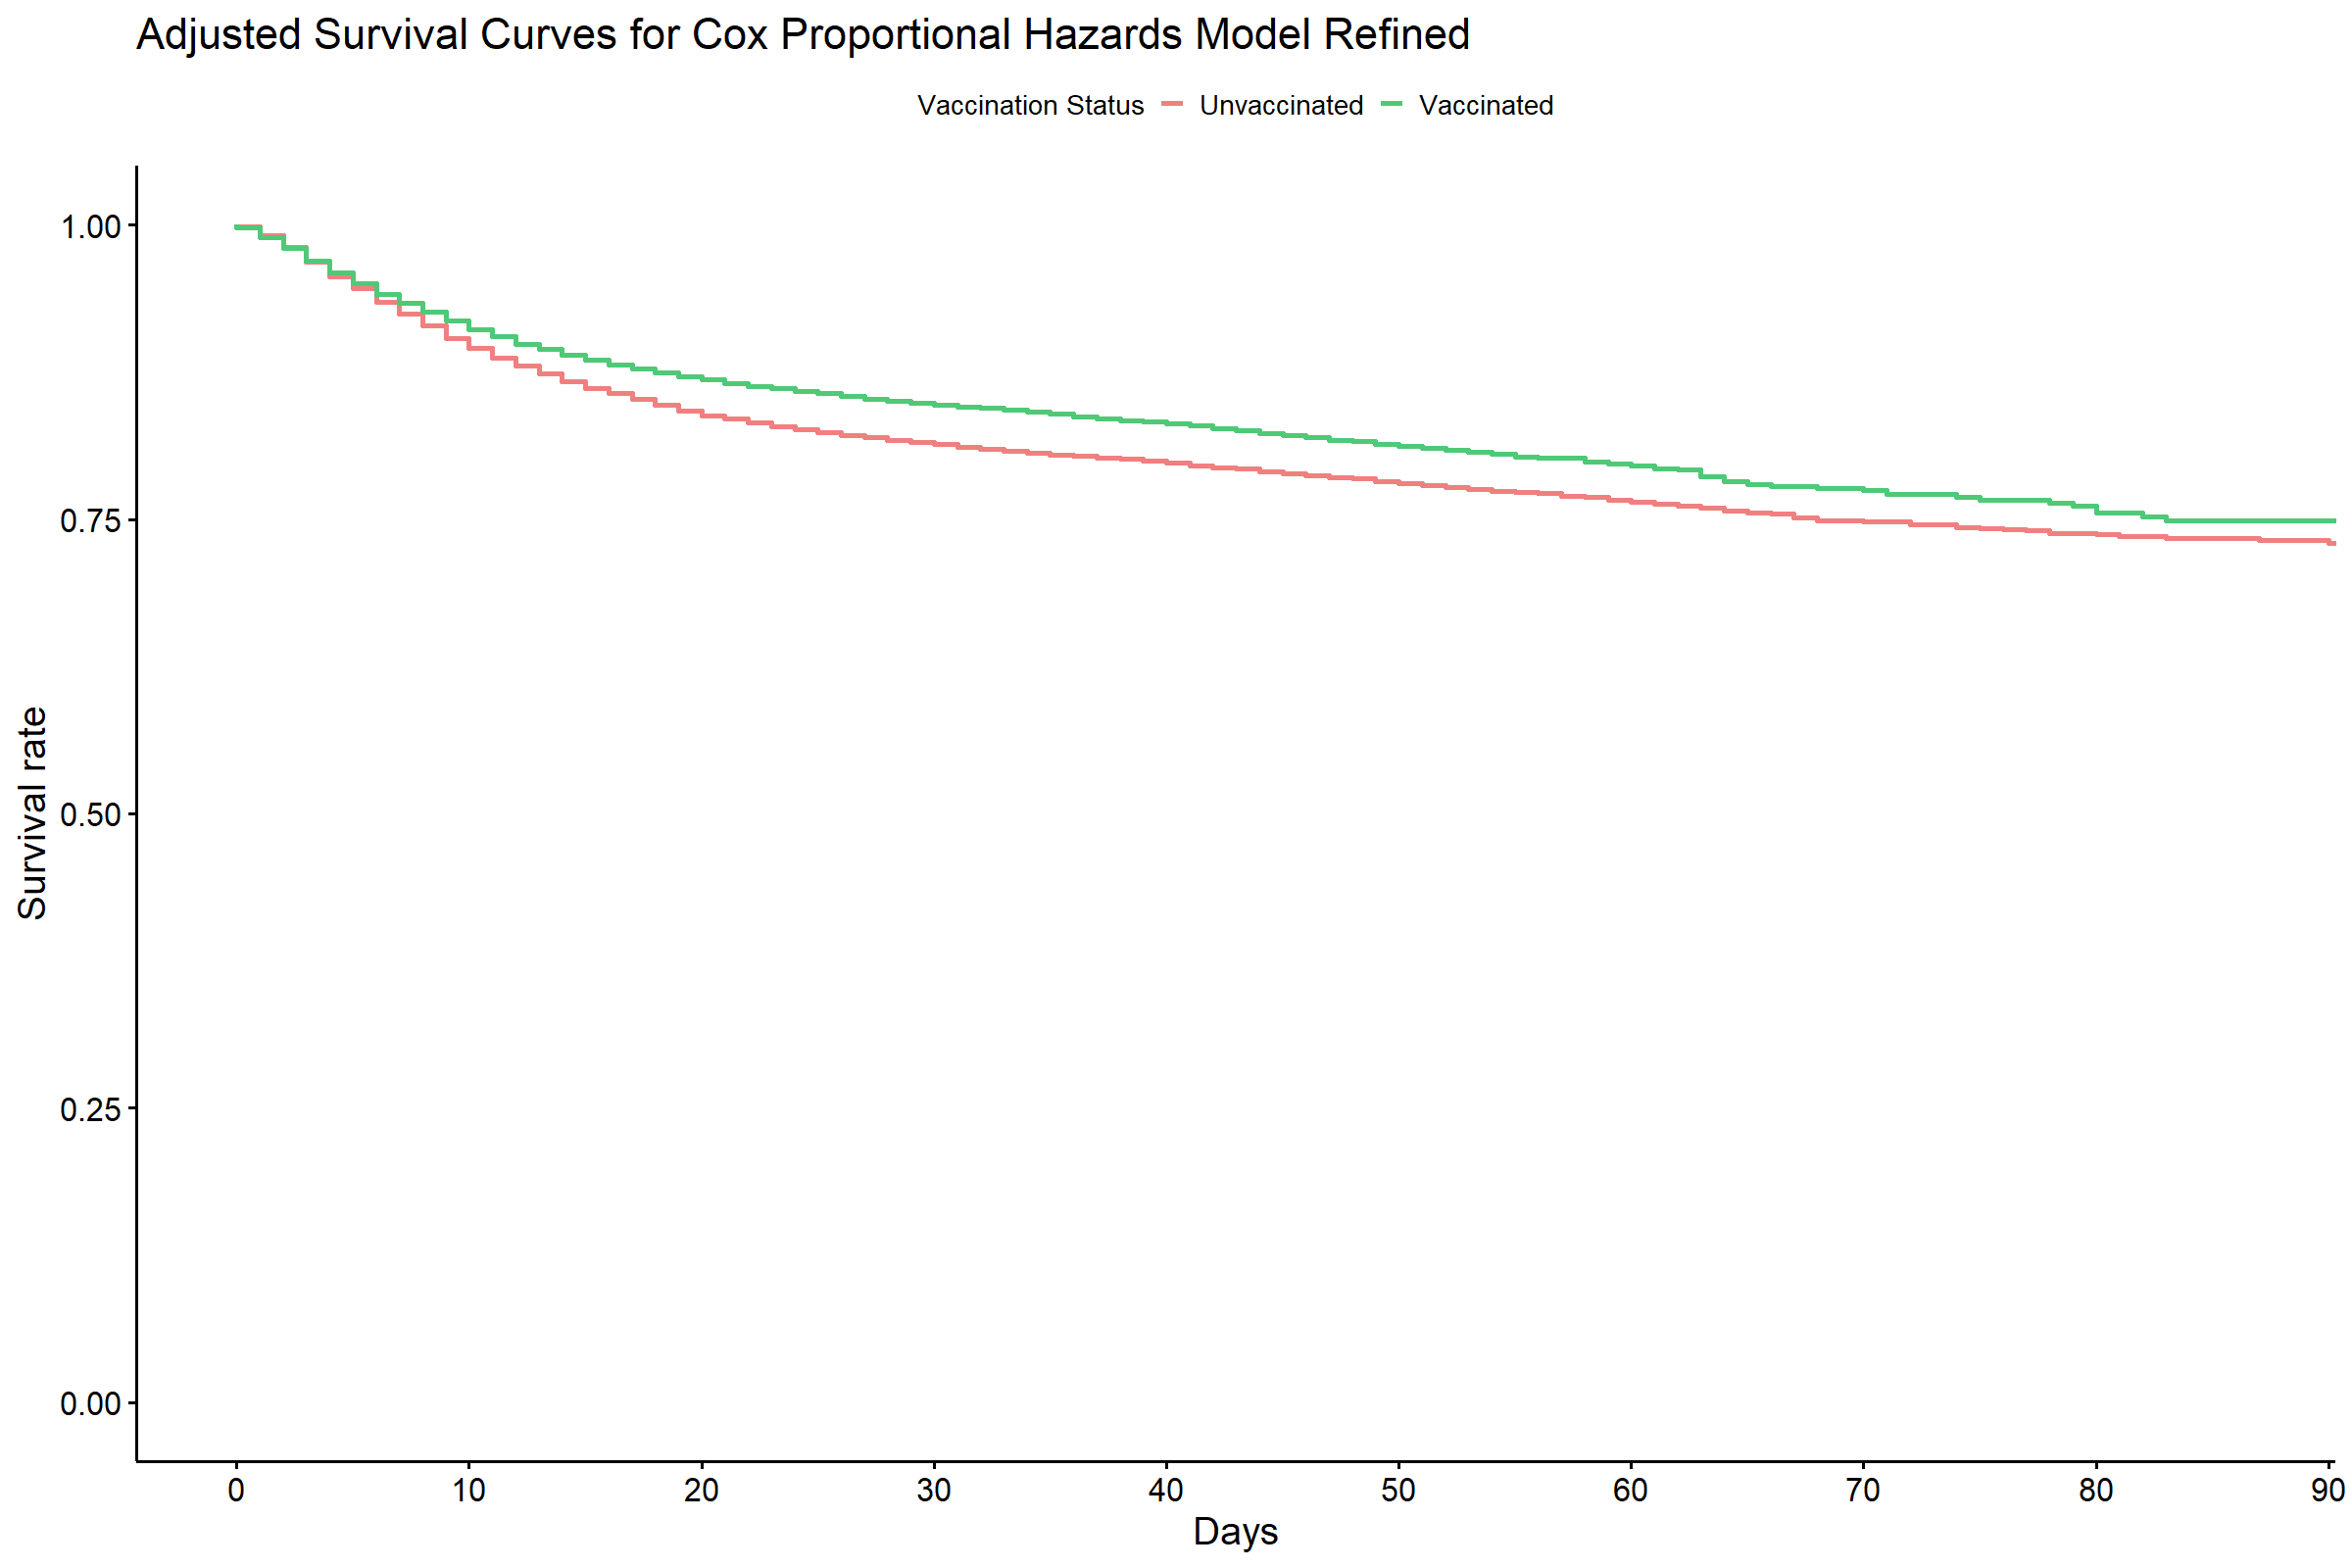 Adjusted Survival Curves for Cox Proportional Hazards Model Refined
Vaccination Status Unvaccinated Vaccinated
1.00
0.75
0.50
0.25
0.00
Survival rate
0 10 20 30 40 50 60 70 80 90
Days